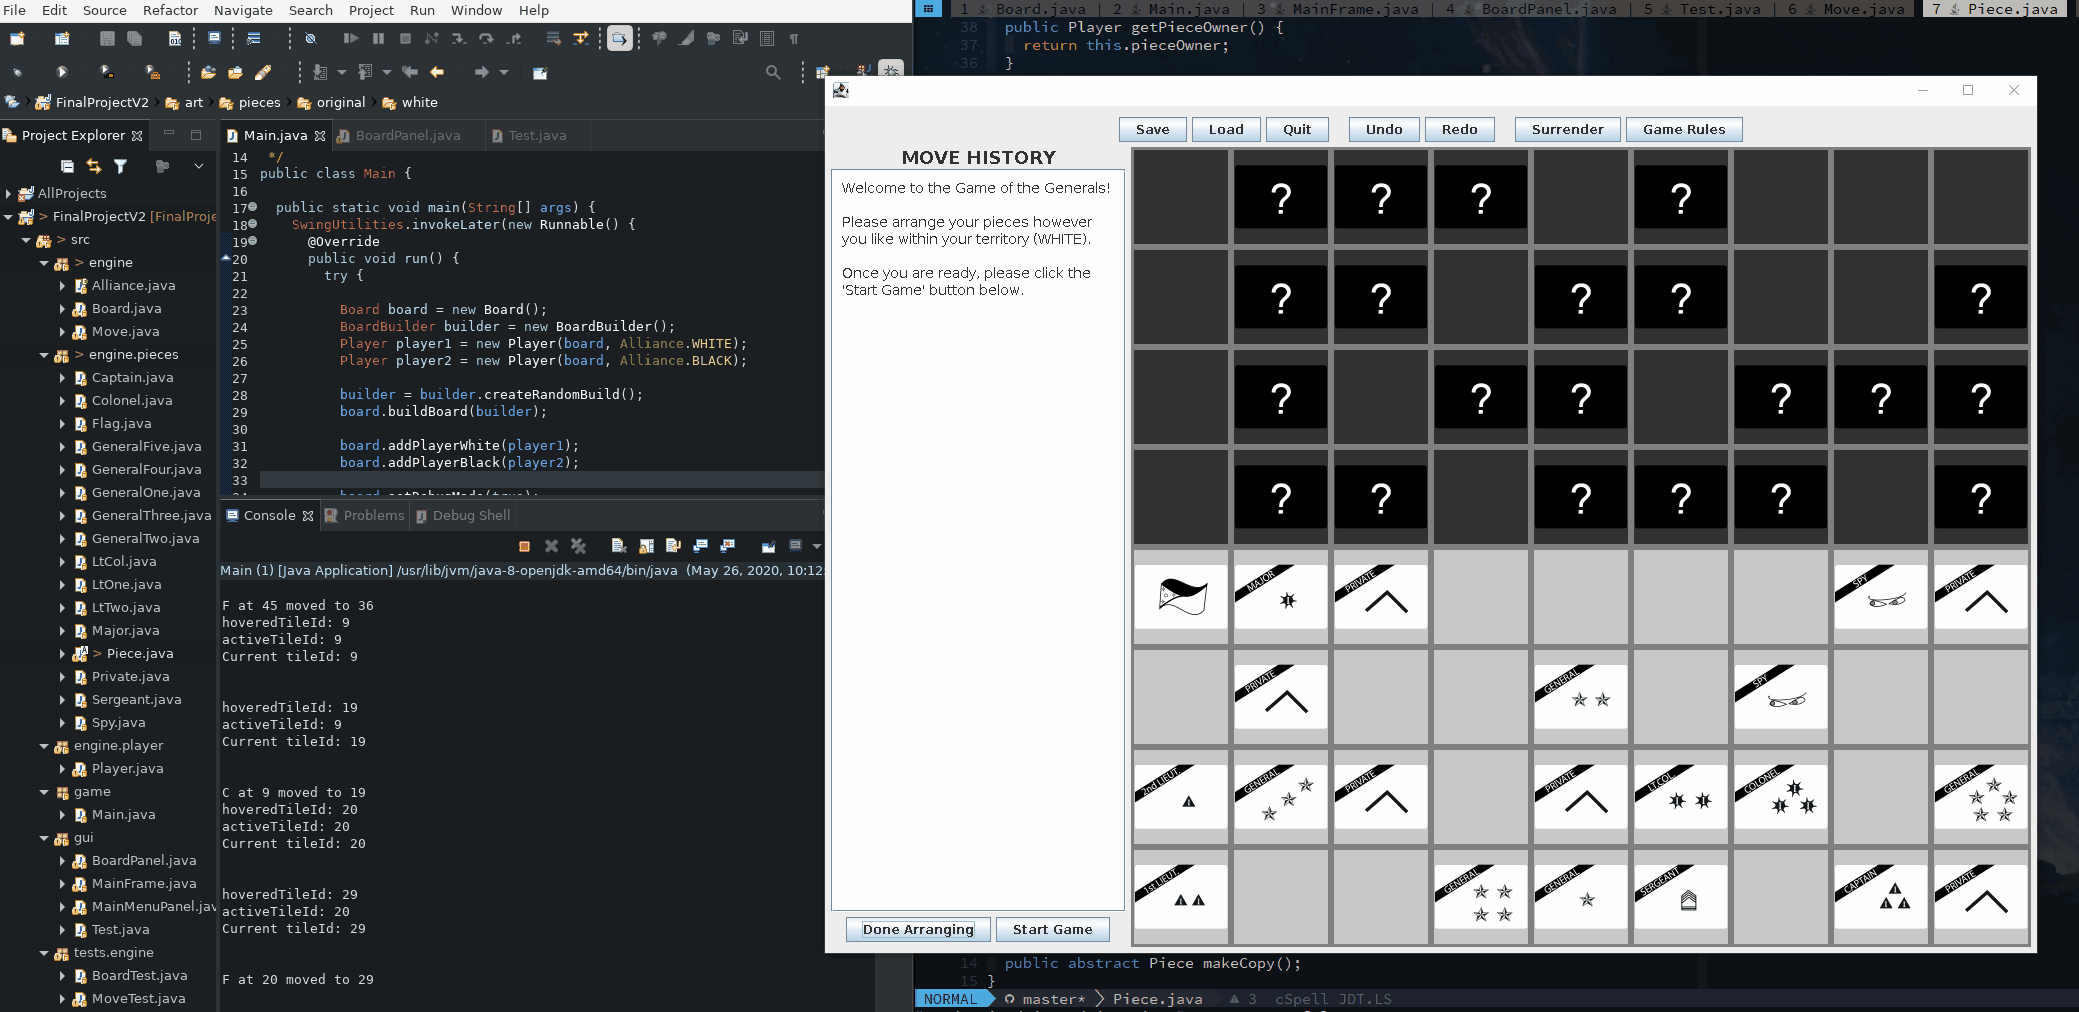 File Edit Source Refactor Navigate Search Project Run Window Help
FinalProjectV2 art pieces original white
Project Explorer
AllProjects
> FinalProjectV2 [FinalProje
> src
> engine
Alliance.java
Board.java
Move.java
> engine.pieces
Captain.java
Colonel.java
Flag.java
GeneralFive.java
GeneralFour.java
GeneralOne.java
GeneralThree.java
GeneralTwo.java
LtCol.java
LtOne.java
LtTwo.java
Major.java
> Piece.java
Private.java
Sergeant.java
Spy.java
engine.player
Player.java
game
Main.java
gui
BoardPanel.java
MainFrame.java
MainMenuPanel.jav
Test.java
tests.engine
BoardTest.java
MoveTest.java
Main.java BoardPanel.java Test.java
14 */
15 public class Main {
16
17 public static void main(String[] args) {
18 SwingUtilities.invokeLater(new Runnable() {
19 @Override
20 public void run() {
21 try {
22
23 Board board = new Board();
24 BoardBuilder builder = new BoardBuilder();
25 Player player1 = new Player(board, Alliance.WHITE);
26 Player player2 = new Player(board, Alliance.BLACK);
27
28 builder = builder.createRandomBuild();
29 board.buildBoard(builder);
30
31 board.addPlayerWhite(player1);
32 board.addPlayerBlack(player2);
33
Console Problems Debug Shell
Main (1) [Java Application] /usr/lib/jvm/java-8-openjdk-amd64/bin/java (May 26, 2020, 10:12:
F at 45 moved to 36
hoveredTileId: 9
activeTileId: 9
Current tileId: 9
hoveredTileId: 19
activeTileId: 9
Current tileId: 19
C at 9 moved to 19
hoveredTileId: 20
activeTileId: 20
Current tileId: 20
hoveredTileId: 29
activeTileId: 20
Current tileId: 29
F at 20 moved to 29
1 Board.java | 2 Main.java | 3 MainFrame.java | 4 BoardPanel.java | 5 Test.java | 6 Move.java 7 Piece.java
38 public Player getPieceOwner() {
37 return this.pieceOwner;
36 }
Save Load Quit Undo Redo Surrender Game Rules
MOVE HISTORY
Welcome to the Game of the Generals!
Please arrange your pieces however
you like within your territory (WHITE).
Once you are ready, please click the
'Start Game' button below.
? ? ? ?
? ? ? ? ?
? ? ? ? ? ?
? ? ? ? ? ?
MAJOR PRIVATE SPY PRIVATE
PRIVATE GENERAL SPY
2nd LIEUT. GENERAL PRIVATE PRIVATE LT.COL. COLONEL GENERAL
1st LIEUT. GENERAL GENERAL SERGEANT CAPTAIN PRIVATE
Done Arranging Start Game
14 public abstract Piece makeCopy();
15 }
NORMAL master* Piece.java 3 cSpell JDT.LS